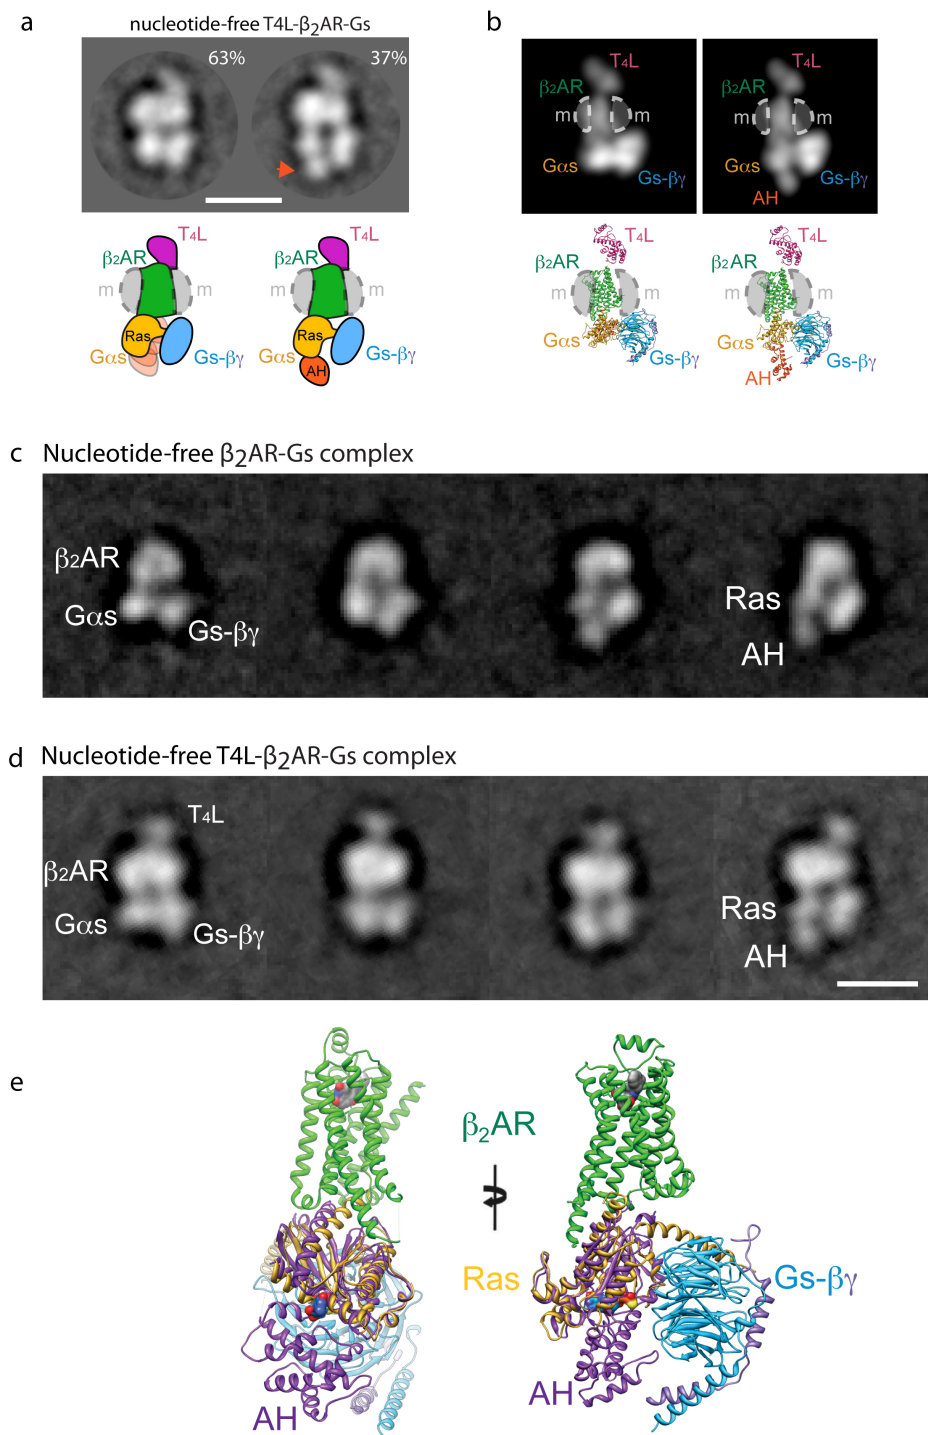 a
nucleotide-free T4L-β₂AR-Gs
63%
37%
T₄L
β₂AR
m
m
Ras
Gαs
Gs-βγ
T₄L
β₂AR
m
m
Ras
Gαs
AH
Gs-βγ
b
T₄L
β₂AR
m
m
Gαs
Gs-βγ
T₄L
β₂AR
m
m
Gαs
Gs-βγ
AH
T₄L
β₂AR
m
m
Gαs
Gs-βγ
T₄L
β₂AR
m
m
Gαs
Gs-βγ
AH
c Nucleotide-free β₂AR-Gs complex
β₂AR
Gαs
Gs-βγ
Ras
AH
d Nucleotide-free T4L-β₂AR-Gs complex
T₄L
β₂AR
Gαs
Gs-βγ
Ras
AH
e
β₂AR
Ras
Gs-βγ
AH
AH